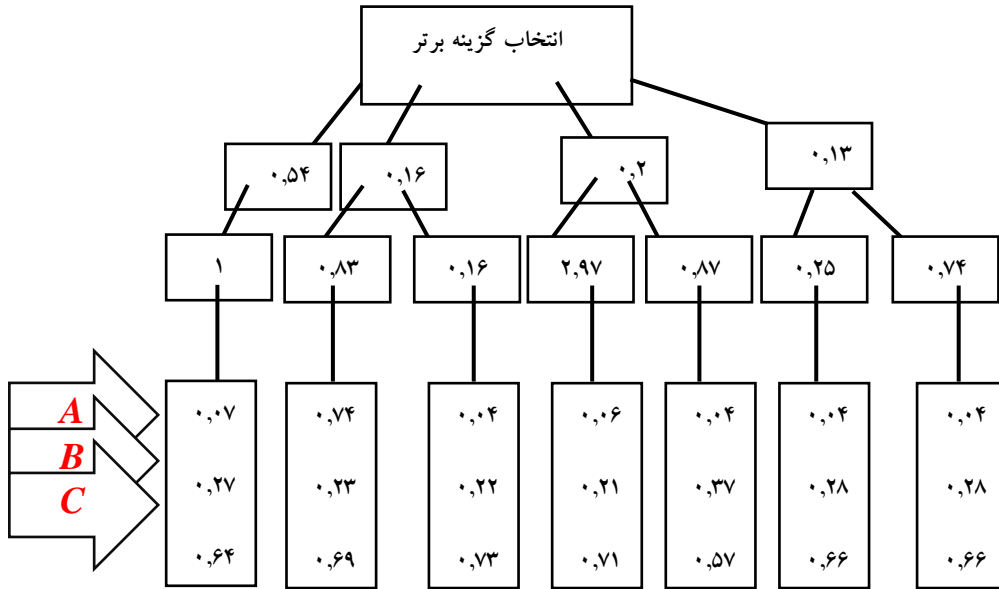 انتخاب گزینه برتر
۰,۵۴ ۰,۱۶ ۰,۲ ۰,۱۳
۱ ۰,۸۳ ۰,۱۶ ۲,۹۷ ۰,۸۷ ۰,۲۵ ۰,۷۴
A ۰,۰۷ ۰,۷۴ ۰,۰۴ ۰,۰۶ ۰,۰۴ ۰,۰۴ ۰,۰۴
B ۰,۲۷ ۰,۲۳ ۰,۲۲ ۰,۲۱ ۰,۳۷ ۰,۲۸ ۰,۲۸
C ۰,۶۴ ۰,۶۹ ۰,۷۳ ۰,۷۱ ۰,۵۷ ۰,۶۶ ۰,۶۶